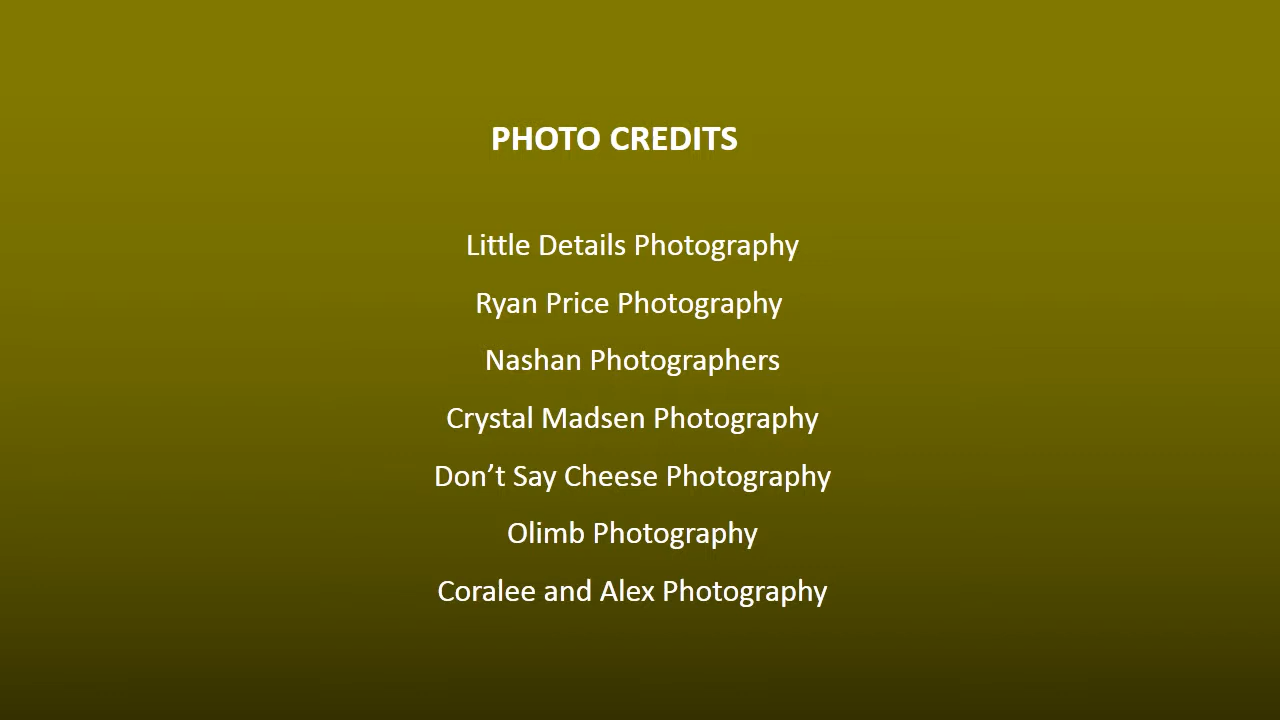 PHOTO CREDITS
Little Details Photography
Ryan Price Photography
Nashan Photographers
Crystal Madsen Photography
Don’t Say Cheese Photography
Olimb Photography
Coralee and Alex Photography